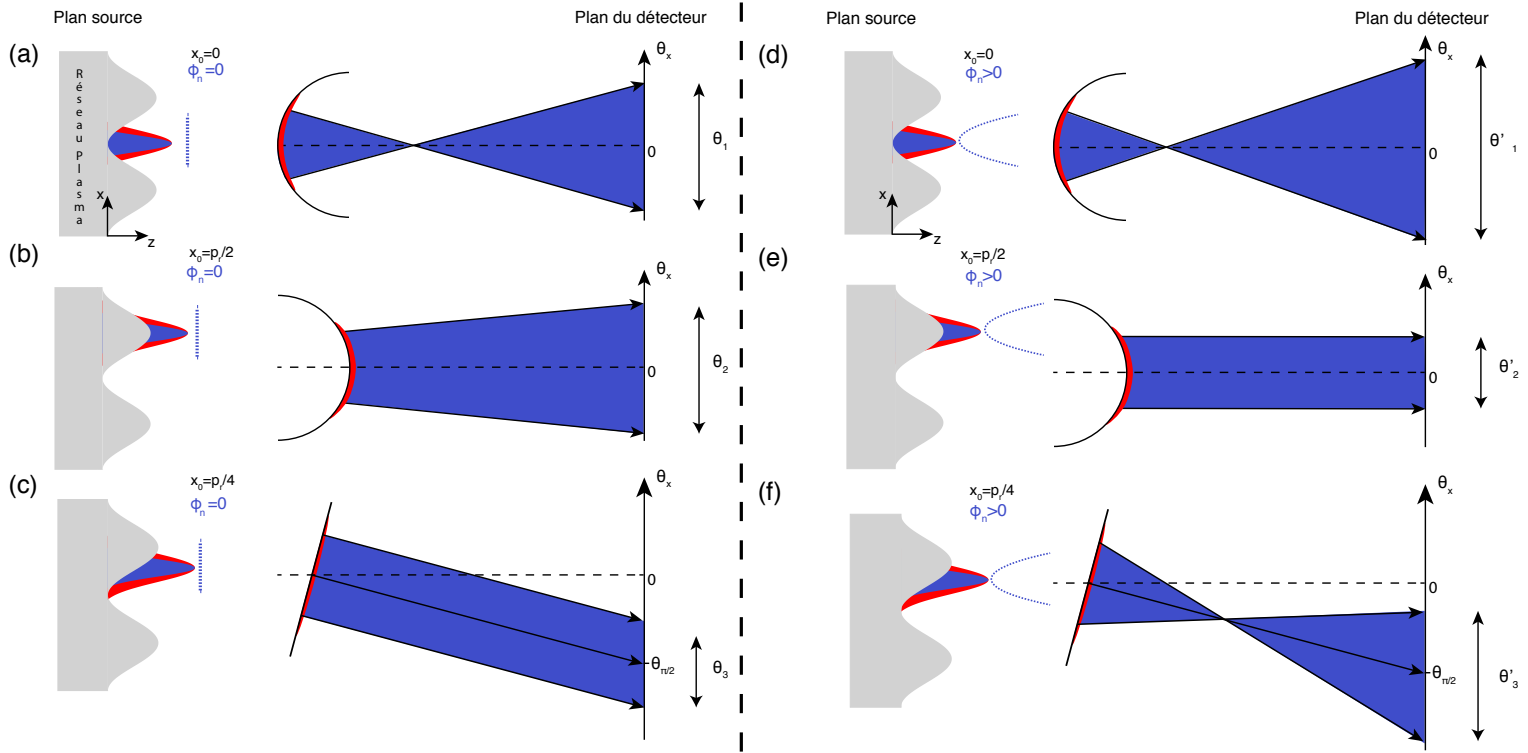 Plan source
Plan du détecteur
(a)
Réseau Plasma
x₀=0
ϕₙ=0
θₓ
0
θ₁
x
z
(b)
x₀=pᵣ/2
ϕₙ=0
θₓ
0
θ₂
(c)
x₀=pᵣ/4
ϕₙ=0
θₓ
0
θ_π/2
θ₃
Plan source
Plan du détecteur
(d)
x₀=0
ϕₙ>0
θₓ
0
θ'₁
x
z
(e)
x₀=pᵣ/2
ϕₙ>0
θₓ
0
θ'₂
(f)
x₀=pᵣ/4
ϕₙ>0
θₓ
0
θ_π/2
θ'₃